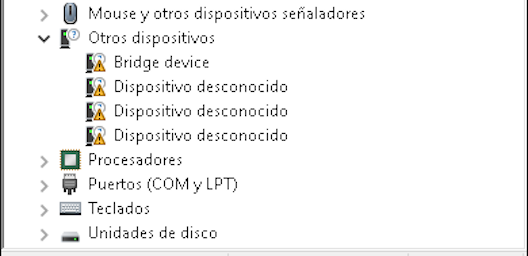 Mouse y otros dispositivos señaladores
Otros dispositivos
Bridge device
Dispositivo desconocido
Dispositivo desconocido
Dispositivo desconocido
Procesadores
Puertos (COM y LPT)
Teclados
Unidades de disco